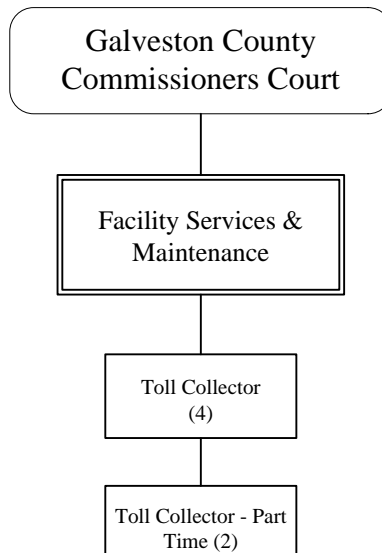 Galveston County
Commissioners Court
Facility Services &
Maintenance
Toll Collector
(4)
Toll Collector - Part
Time (2)